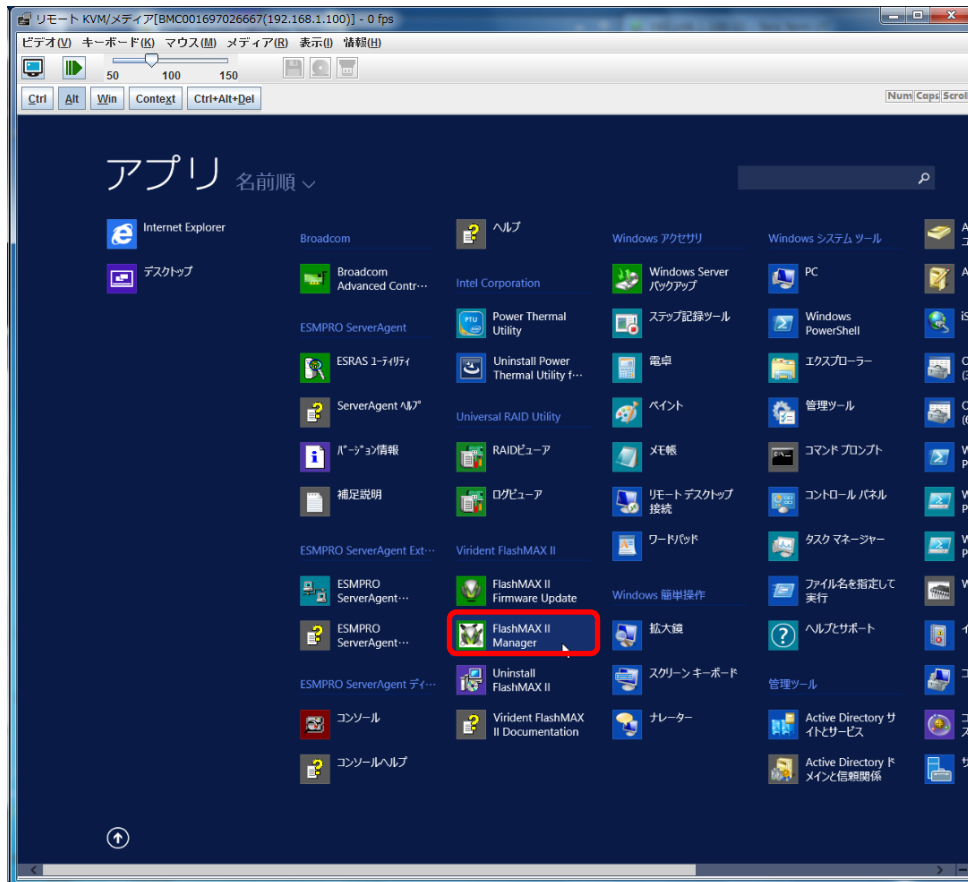 リモート KVM/メディア[BMC001697026667(192.168.1.100)] - 0 fps
ビデオ(V) キーボード(K) マウス(M) メディア(R) 表示(I) 情報(H)
50 100 150
Ctrl Alt Win Context Ctrl+Alt+Del
Num Caps Scroll
アプリ 名前順
Internet Explorer
デスクトップ
Broadcom
Broadcom
Advanced Contr…
ESMPRO ServerAgent
ESRAS ユーティリティ
ServerAgent ヘルプ
バージョン情報
補足説明
ESMPRO ServerAgent Ext…
ESMPRO
ServerAgent…
ESMPRO
ServerAgent…
ESMPRO ServerAgent ディ…
コンソール
コンソールヘルプ
ヘルプ
Intel Corporation
PTU
Power Thermal
Utility
Uninstall Power
Thermal Utility f…
Universal RAID Utility
RAIDビューア
ログビューア
Virident FlashMAX II
FlashMAX II
Firmware Update
FlashMAX II
Manager
Uninstall
FlashMAX II
Virident FlashMAX
II Documentation
Windows アクセサリ
Windows Server
バックアップ
ステップ記録ツール
電卓
ペイント
メモ帳
リモート デスクトップ
接続
ワードパッド
Windows 簡単操作
拡大鏡
スクリーン キーボード
ナレーター
Windows システム ツール
PC
Windows
PowerShell
エクスプローラー
管理ツール
コマンド プロンプト
コントロール パネル
タスク マネージャー
ファイル名を指定して
実行
ヘルプとサポート
管理ツール
Active Directory サ
イトとサービス
Active Directory ド
メインと信頼関係